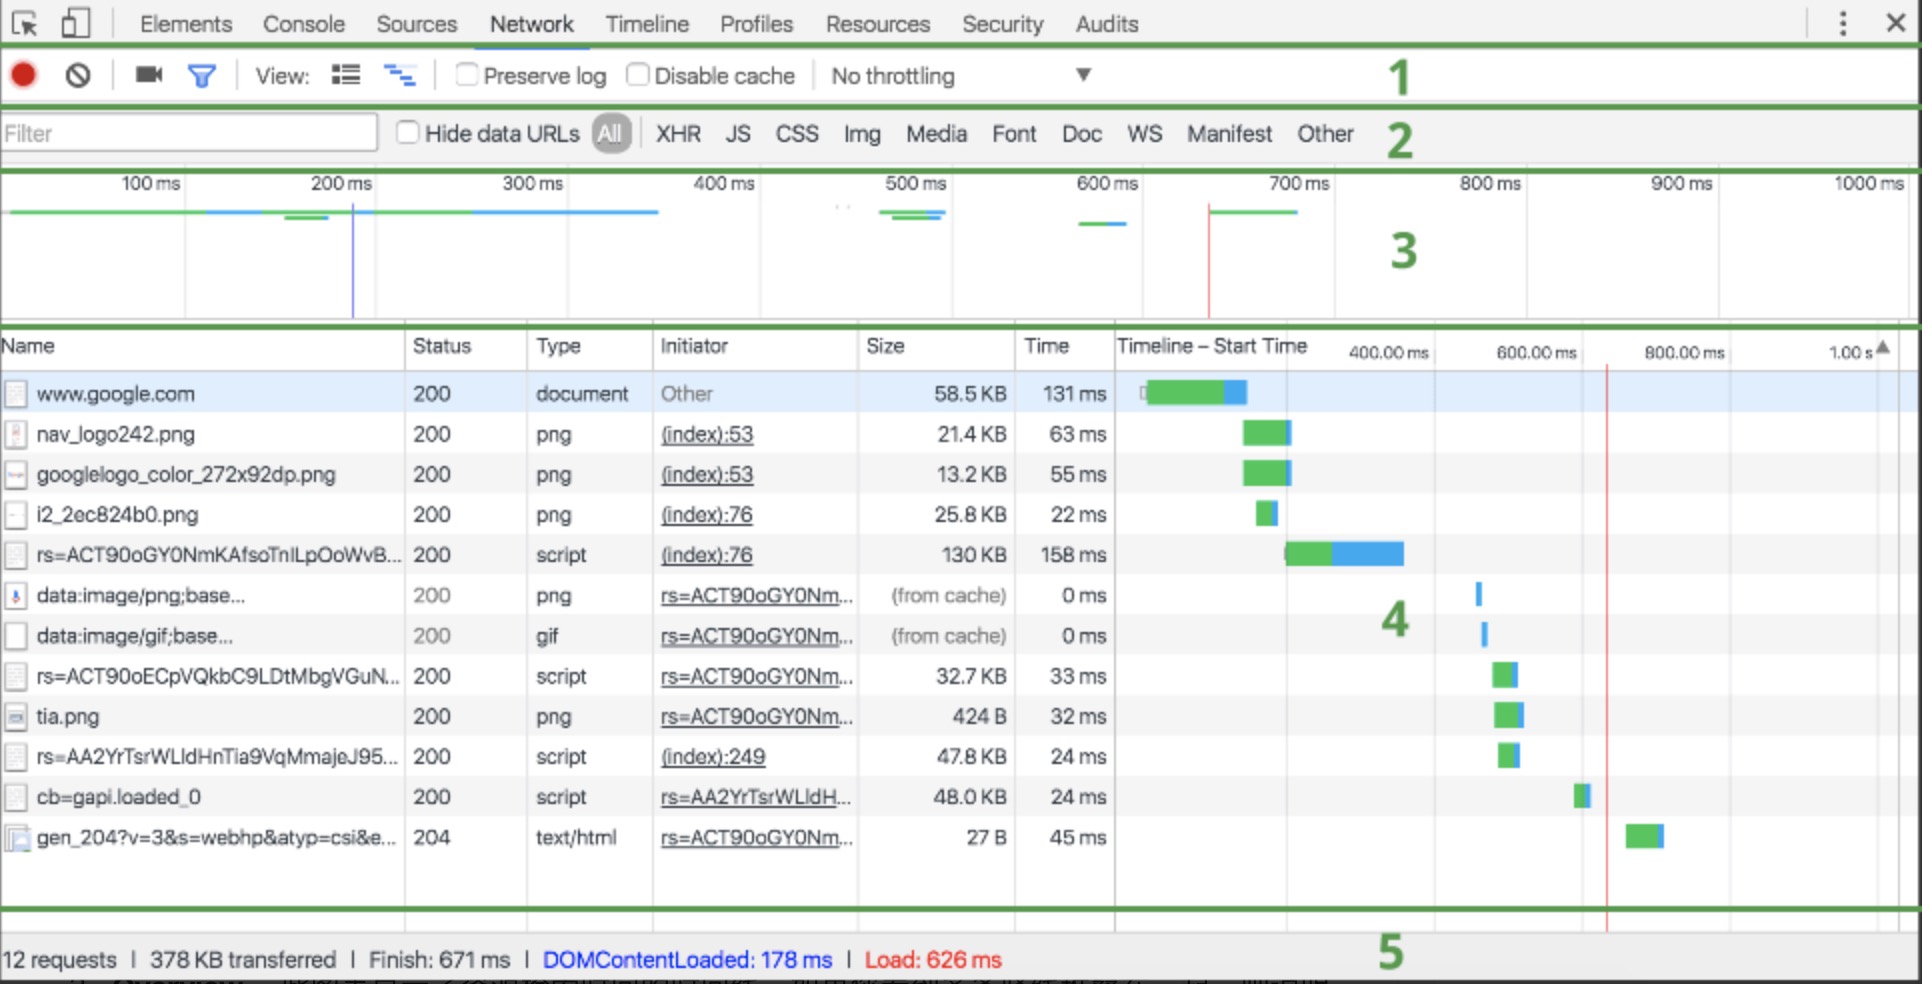 Elements Console Sources Network Timeline Profiles Resources Security Audits
View: Preserve log Disable cache No throttling 1
Filter Hide data URLs All XHR JS CSS Img Media Font Doc WS Manifest Other 2
100 ms 200 ms 300 ms 400 ms 500 ms 600 ms 700 ms 800 ms 900 ms 1000 ms
3
Name Status Type Initiator Size Time Timeline – Start Time 400.00 ms 600.00 ms 800.00 ms 1.00 s
www.google.com 200 document Other 58.5 KB 131 ms
nav_logo242.png 200 png (index):53 21.4 KB 63 ms
googlelogo_color_272x92dp.png 200 png (index):53 13.2 KB 55 ms
i2_2ec824b0.png 200 png (index):76 25.8 KB 22 ms
rs=ACT90oGY0NmKAfsoTnILpOoWvB... 200 script (index):76 130 KB 158 ms
data:image/png;base... 200 png rs=ACT90oGY0Nm... (from cache) 0 ms
4
data:image/gif;base... 200 gif rs=ACT90oGY0Nm... (from cache) 0 ms
rs=ACT90oECpVQkbC9LDtMbgVGuN... 200 script rs=ACT90oGY0Nm... 32.7 KB 33 ms
tia.png 200 png rs=ACT90oGY0Nm... 424 B 32 ms
rs=AA2YrTsrWLldHnTia9VqMmajeJ95... 200 script (index):249 47.8 KB 24 ms
cb=gapi.loaded_0 200 script rs=AA2YrTsrWLldH... 48.0 KB 24 ms
gen_204?v=3&s=webhp&atyp=csi&e... 204 text/html rs=ACT90oGY0Nm... 27 B 45 ms
12 requests | 378 KB transferred | Finish: 671 ms | DOMContentLoaded: 178 ms | Load: 626 ms 5